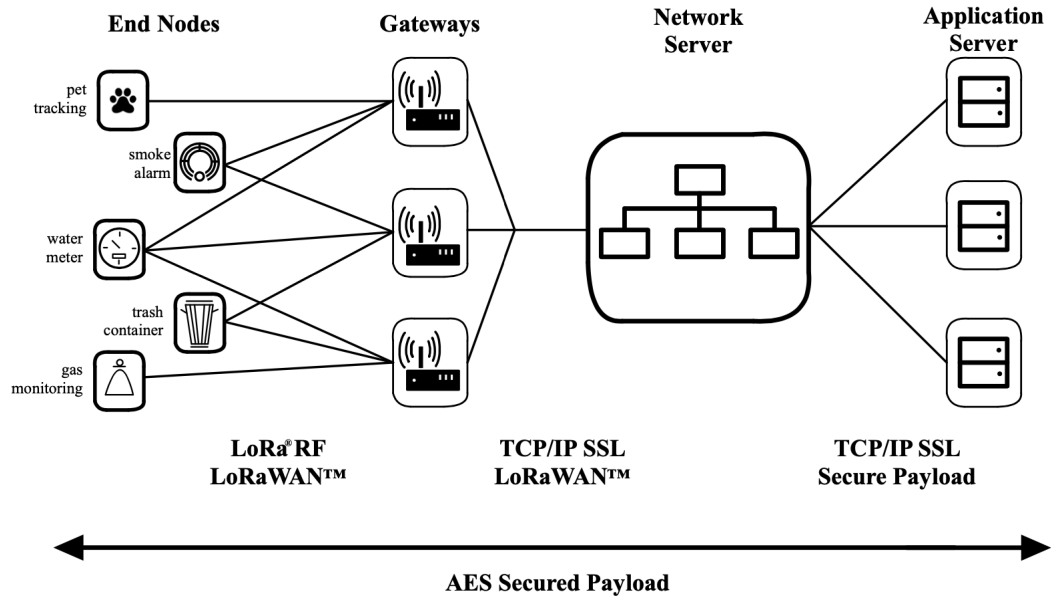 End Nodes
Gateways
Network
Server
Application
Server
pet
tracking
smoke
alarm
water
meter
trash
container
gas
monitoring
LoRa® RF
LoRaWAN™
TCP/IP SSL
LoRaWAN™
TCP/IP SSL
Secure Payload
AES Secured Payload